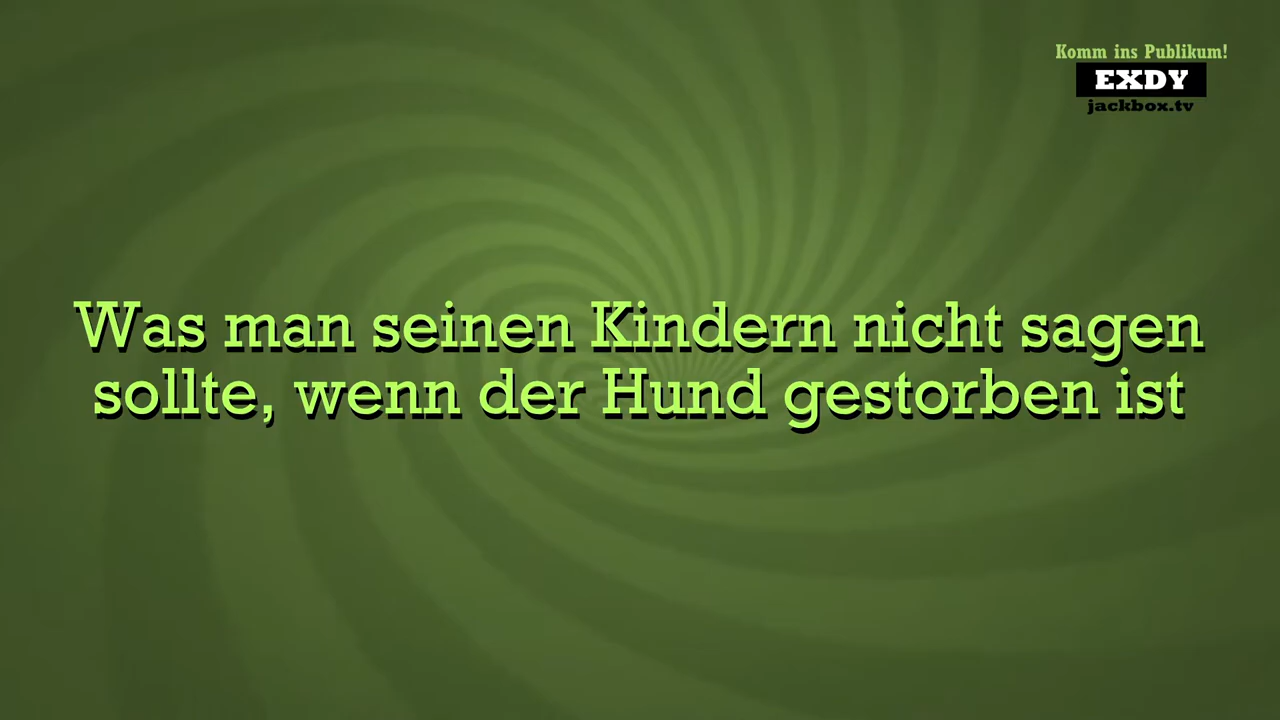 Komm ins Publikum!
EXDY
jackbox.tv
Was man seinen Kindern nicht sagen
sollte, wenn der Hund gestorben ist